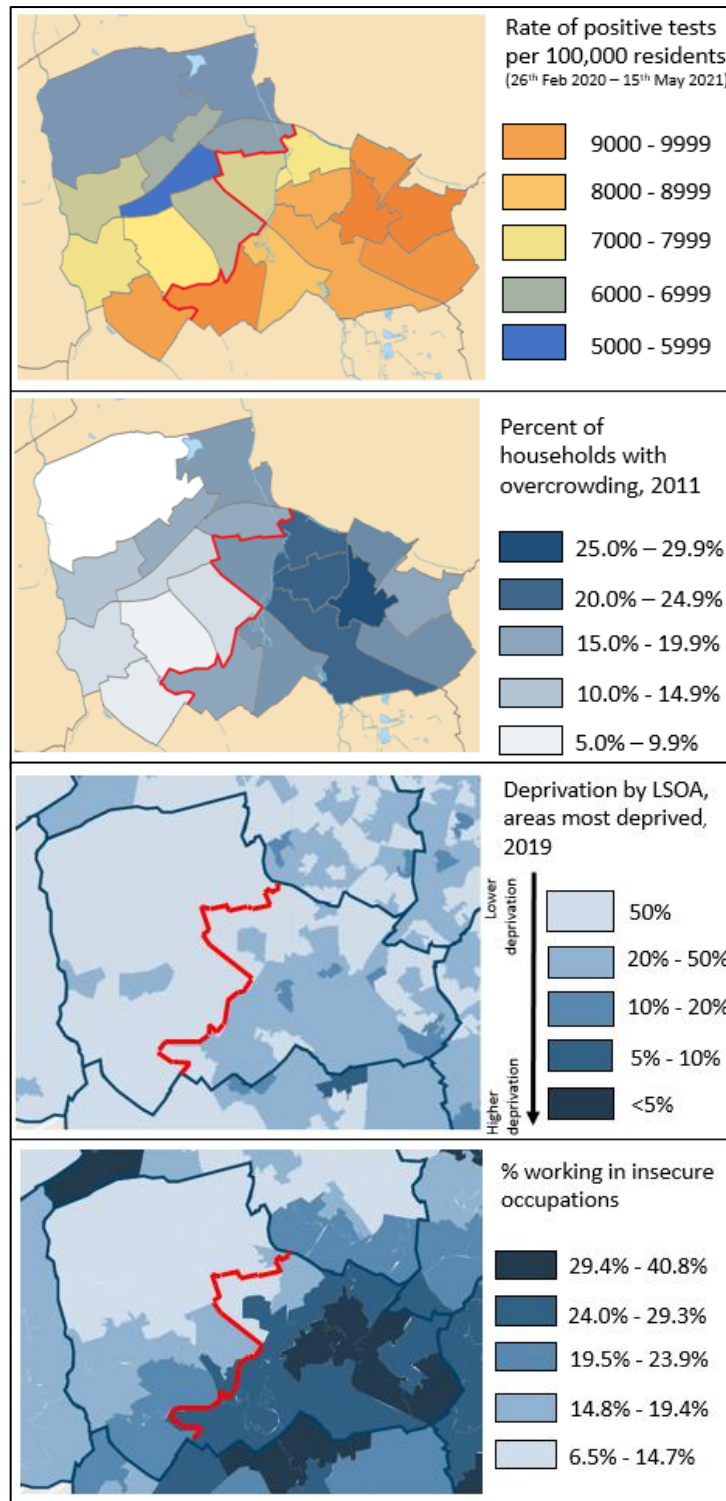 Rate of positive tests
per 100,000 residents
(26th Feb 2020 – 15th May 2021)
9000 - 9999
8000 - 8999
7000 - 7999
6000 - 6999
5000 - 5999
Percent of
households with
overcrowding, 2011
25.0% – 29.9%
20.0% – 24.9%
15.0% - 19.9%
10.0% - 14.9%
5.0% – 9.9%
Deprivation by LSOA,
areas most deprived,
2019
Lower
deprivation
50%
20% - 50%
10% - 20%
5% - 10%
<5%
Higher
deprivation
% working in insecure
occupations
29.4% - 40.8%
24.0% - 29.3%
19.5% - 23.9%
14.8% - 19.4%
6.5% - 14.7%